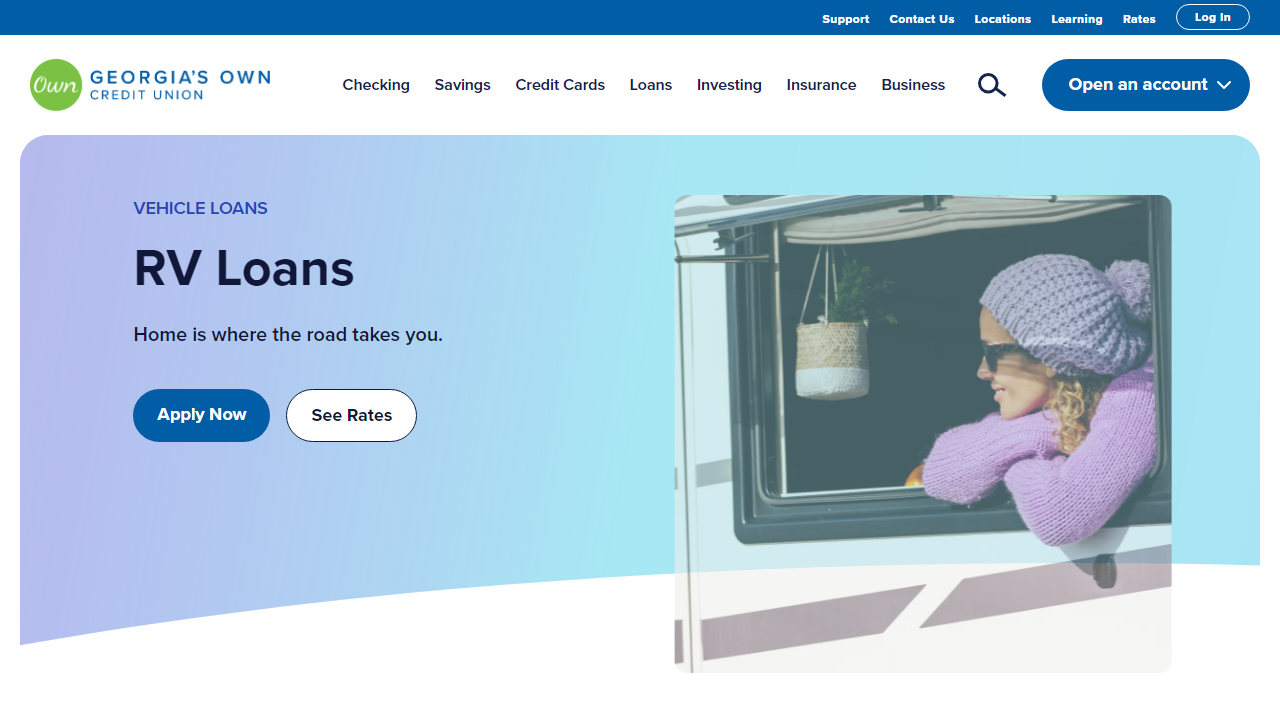 Support Contact Us Locations Learning Rates Log In
Own GEORGIA'S OWN
CREDIT UNION
Checking Savings Credit Cards Loans Investing Insurance Business Open an account
VEHICLE LOANS
RV Loans
Home is where the road takes you.
Apply Now See Rates